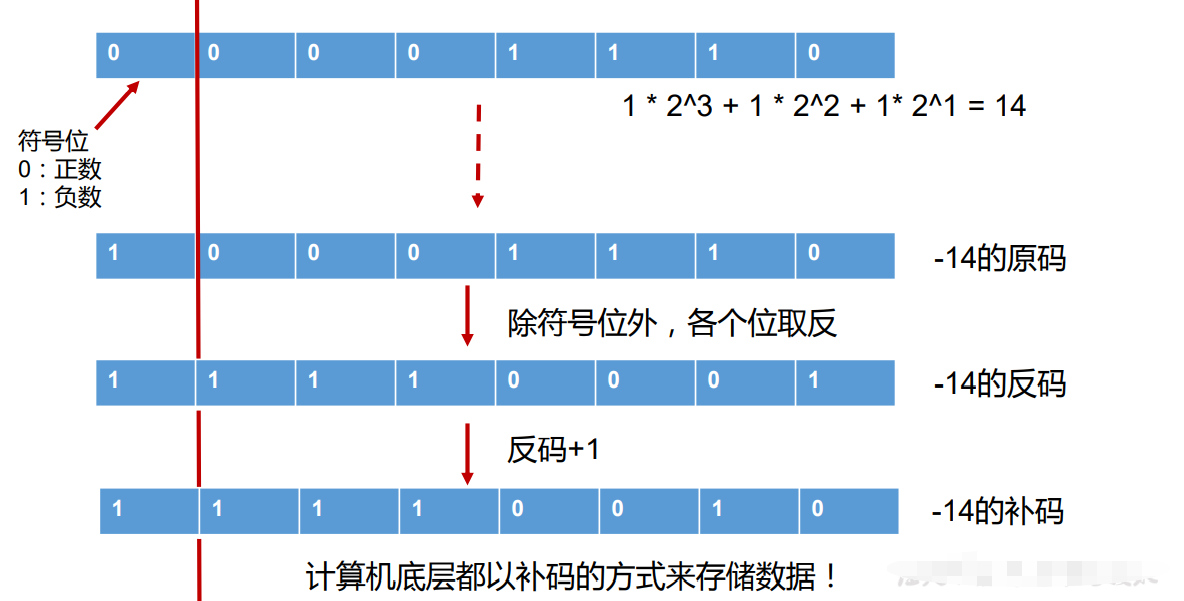 0 0 0 0 1 1 1 0
1 * 2^3 + 1 * 2^2 + 1* 2^1 = 14
符号位
0：正数
1：负数
1 0 0 0 1 1 1 0 -14的原码
除符号位外，各个位取反
1 1 1 1 0 0 0 1 -14的反码
反码+1
1 1 1 1 0 0 1 0 -14的补码
计算机底层都以补码的方式来存储数据！